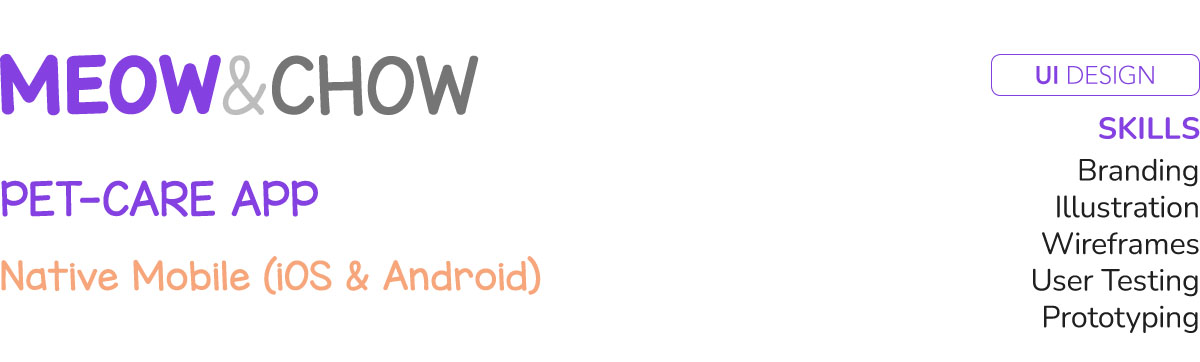 MEOW&CHOW
PET-CARE APP
Native Mobile (iOS & Android)
UI DESIGN
SKILLS
Branding
Illustration
Wireframes
User Testing
Prototyping